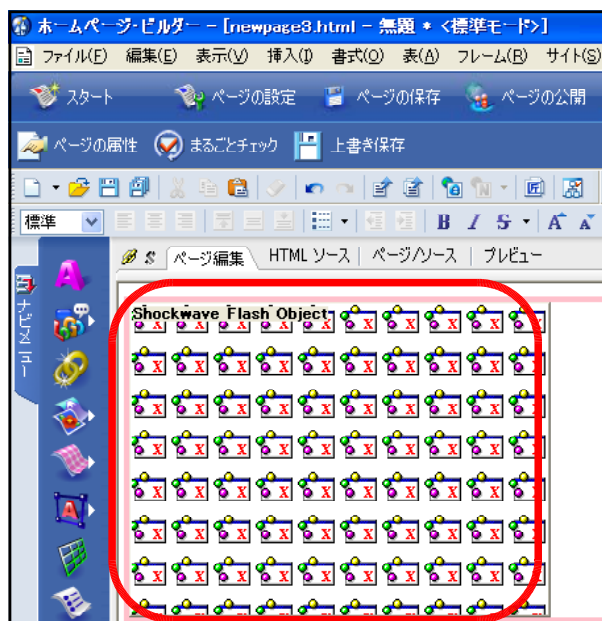 ホームページ・ビルダー - [newpage3.html - 無題 * <標準モード>]
ファイル(F) 編集(E) 表示(V) 挿入(I) 書式(O) 表(A) フレーム(R) サイト(S)
スタート ページの設定 ページの保存 ページの公開
ページの属性 まるごとチェック 上書き保存
標準 B I S A A
ページ編集 HTML ソース ページ/ソース プレビュー
ナビメニュー
Shockwave Flash Object